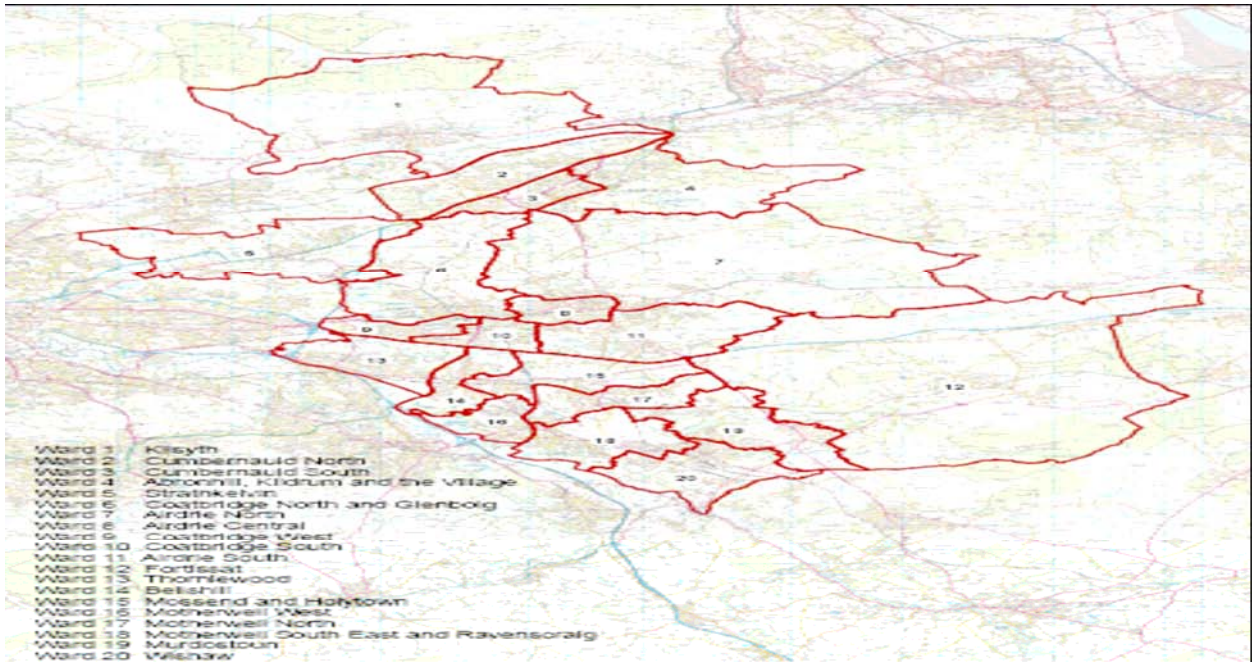 1
2
3
4
5
6
7
8
9
10
11
12
13
14
15
16
17
18
19
20
Ward 1 Kilsyth
Ward 2 Cumbernauld North
Ward 3 Cumbernauld South
Ward 4 Abronhill, Kildrum and the Village
Ward 5 Strathkelvin
Ward 6 Coatbridge North and Glenboig
Ward 7 Airdrie North
Ward 8 Airdrie Central
Ward 9 Coatbridge West
Ward 10 Coatbridge South
Ward 11 Airdrie South
Ward 12 Fortissat
Ward 13 Thorniewood
Ward 14 Bellshill
Ward 15 Mossend and Holytown
Ward 16 Motherwell West
Ward 17 Motherwell North
Ward 18 Motherwell South East and Ravenscraig
Ward 19 Murdostoun
Ward 20 Wishaw